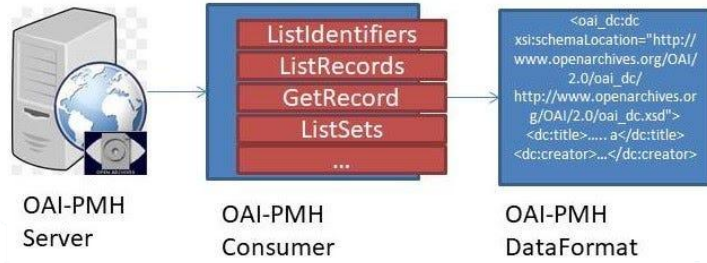 ListIdentifiers
ListRecords
GetRecord
ListSets
...
<oai_dc:dc
xsi:schemaLocation="http://
www.openarchives.org/OAI/
2.0/oai_dc/
http://www.openarchives.or
g/OAI/2.0/oai_dc.xsd">
<dc:title>..... a</dc:title>
<dc:creator>...</dc:creator>
OAI-PMH
Server
OAI-PMH
Consumer
OAI-PMH
DataFormat